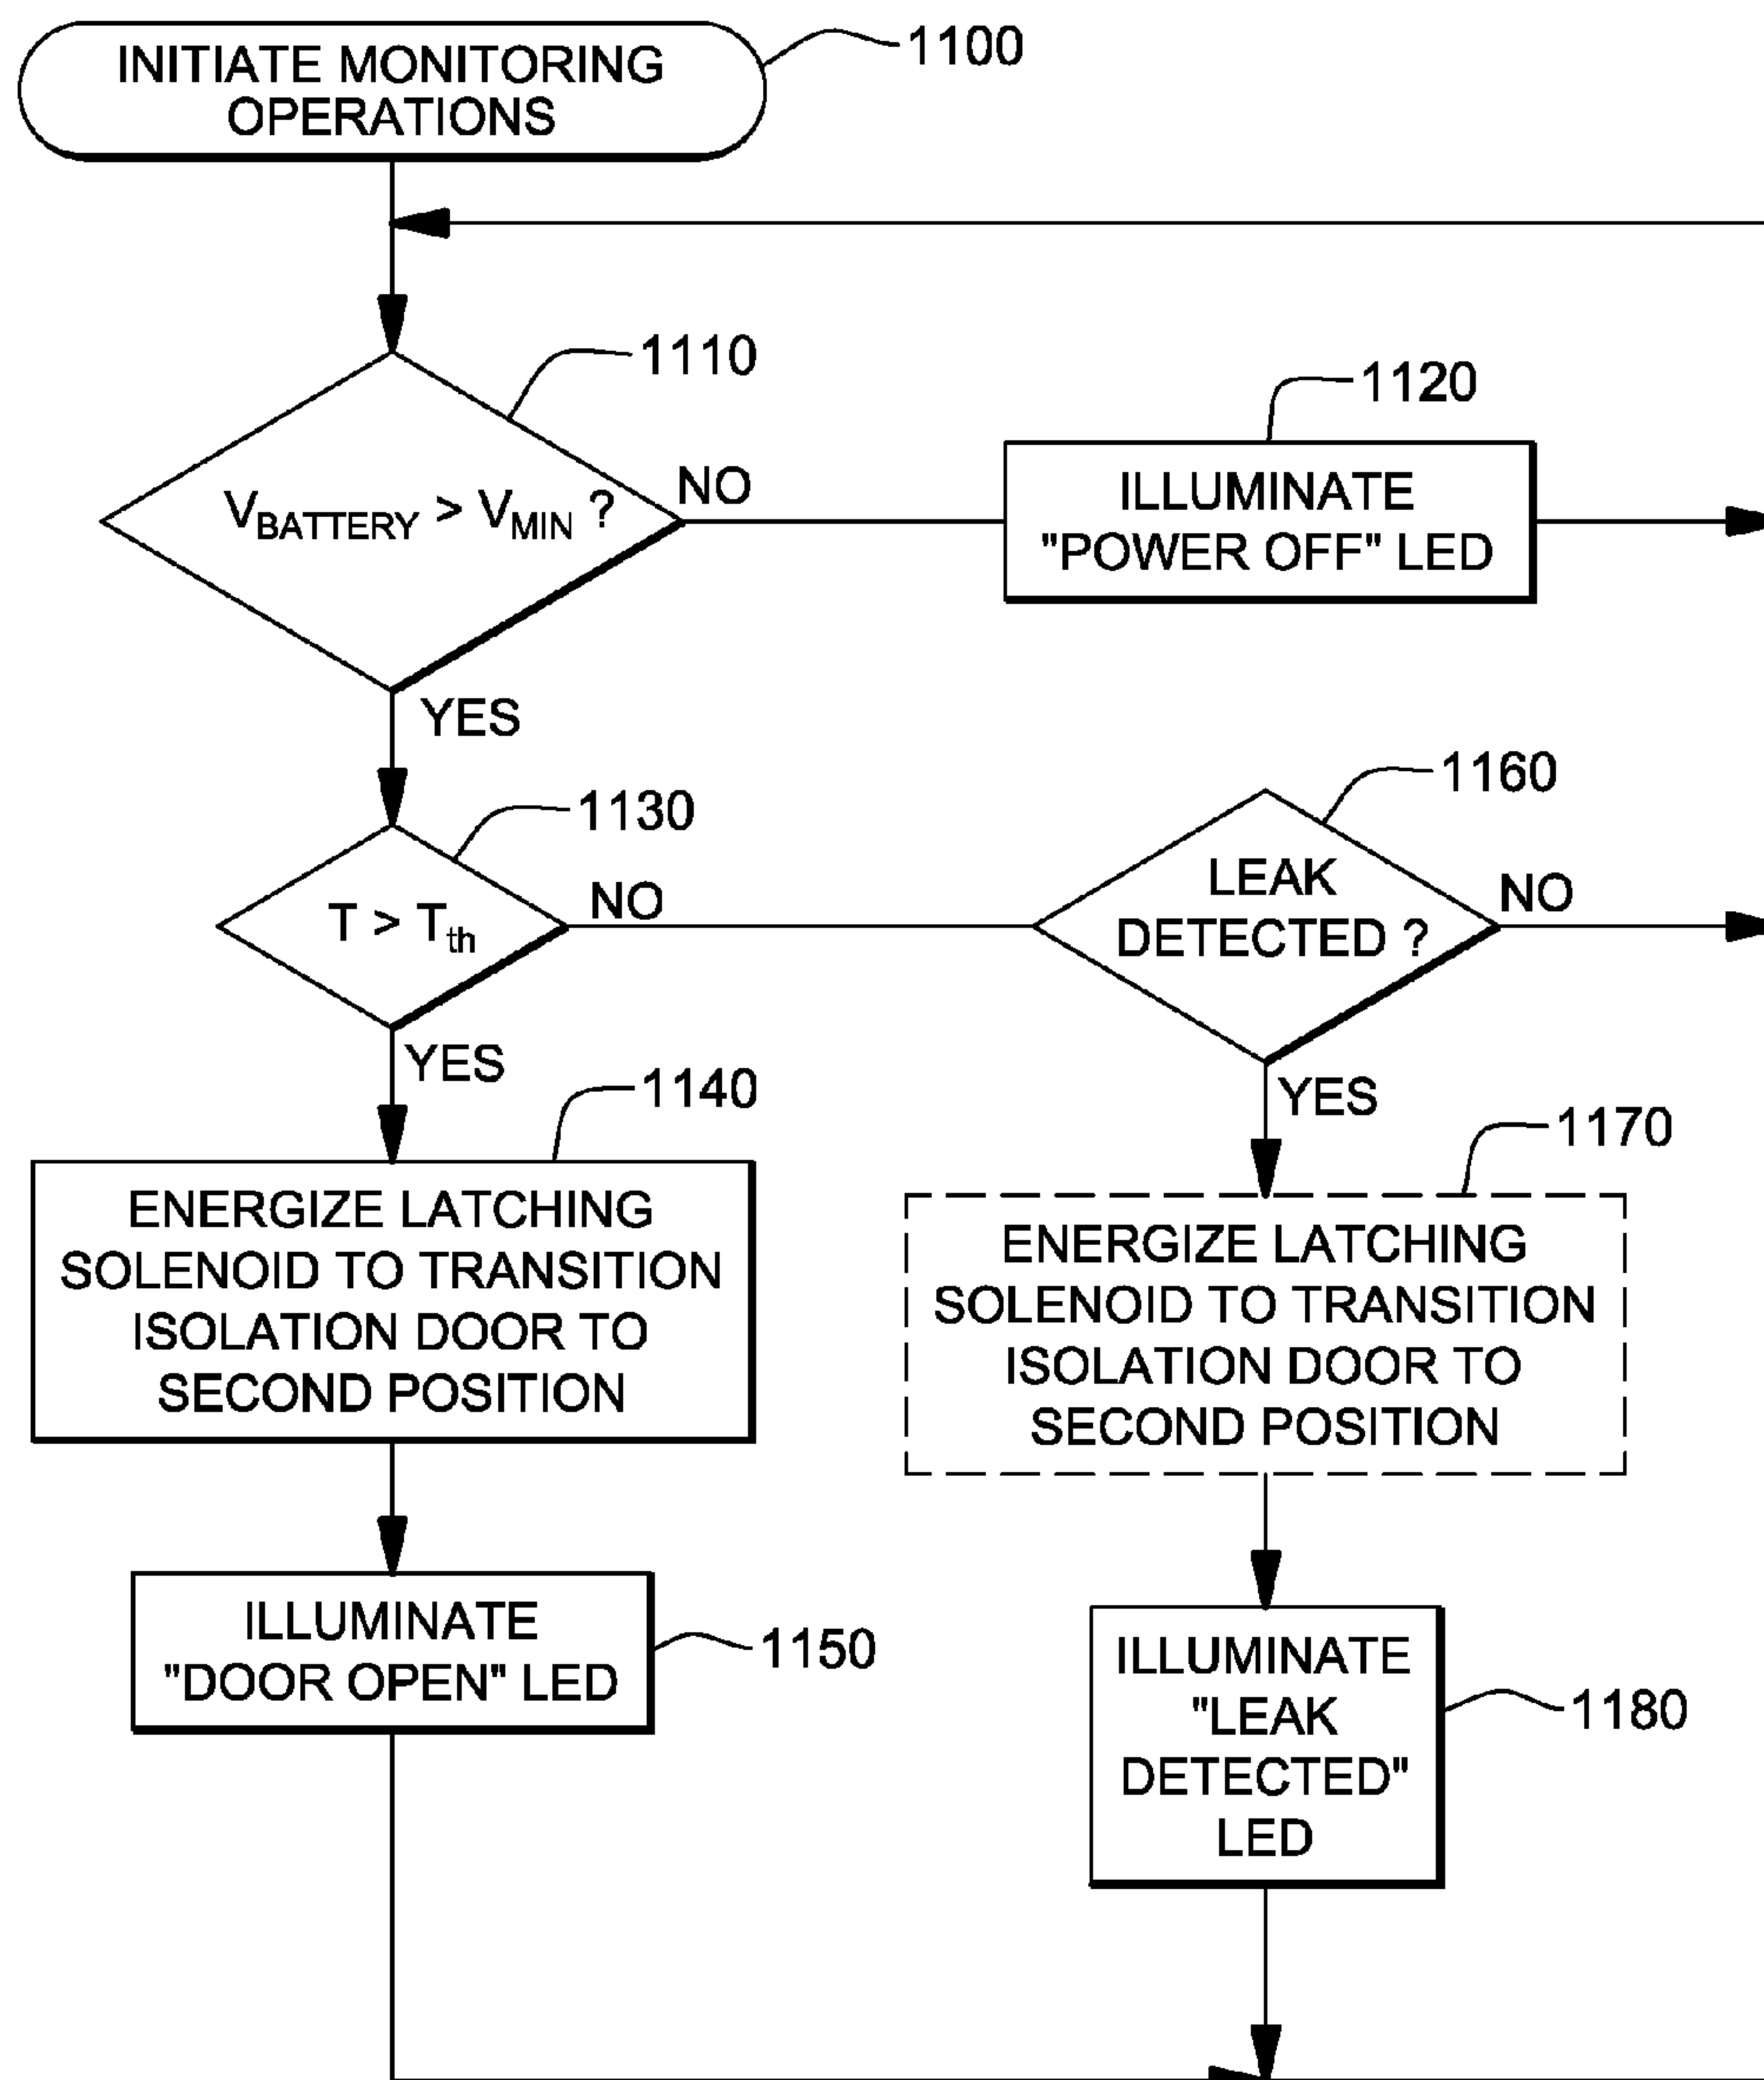 INITIATE MONITORING
OPERATIONS
1100
1110
VBATTERY > VMIN ?
NO
YES
1120
ILLUMINATE
"POWER OFF" LED
1130
T > Tth
NO
YES
1160
LEAK
DETECTED ?
NO
YES
1140
ENERGIZE LATCHING
SOLENOID TO TRANSITION
ISOLATION DOOR TO
SECOND POSITION
1170
ENERGIZE LATCHING
SOLENOID TO TRANSITION
ISOLATION DOOR TO
SECOND POSITION
ILLUMINATE
"DOOR OPEN" LED
1150
ILLUMINATE
"LEAK
DETECTED"
LED
1180